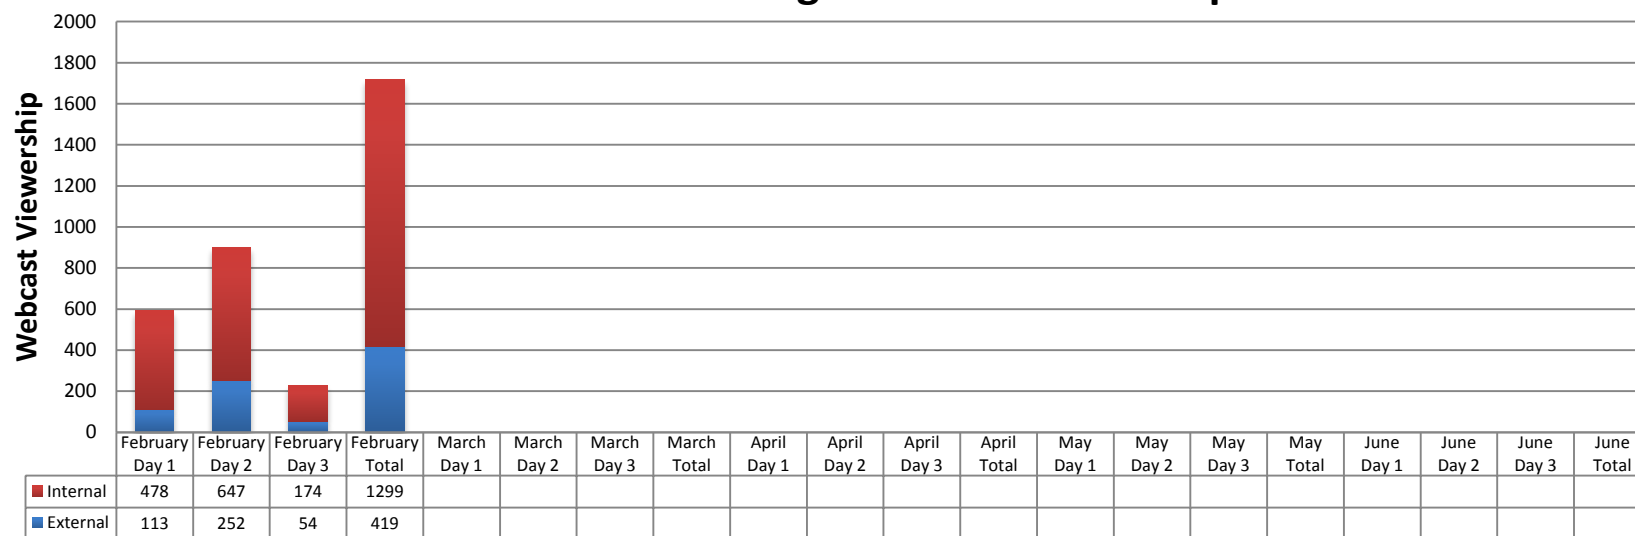 2000
1800
1600
1400
1200
1000
800
600
400
200
0
Webcast Viewership
February Day 1 February Day 2 February Day 3 February Total March Day 1 March Day 2 March Day 3 March Total April Day 1 April Day 2 April Day 3 April Total May Day 1 May Day 2 May Day 3 May Total June Day 1 June Day 2 June Day 3 June Total
Internal 478 647 174 1299
External 113 252 54 419